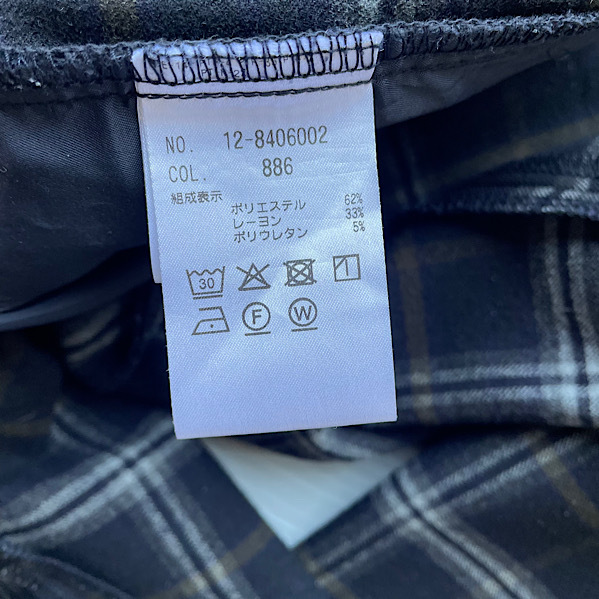 NO. 12-8406002
COL. 886
組成表示
ポリエステル 62%
レーヨン 33%
ポリウレタン 5%
30
F W